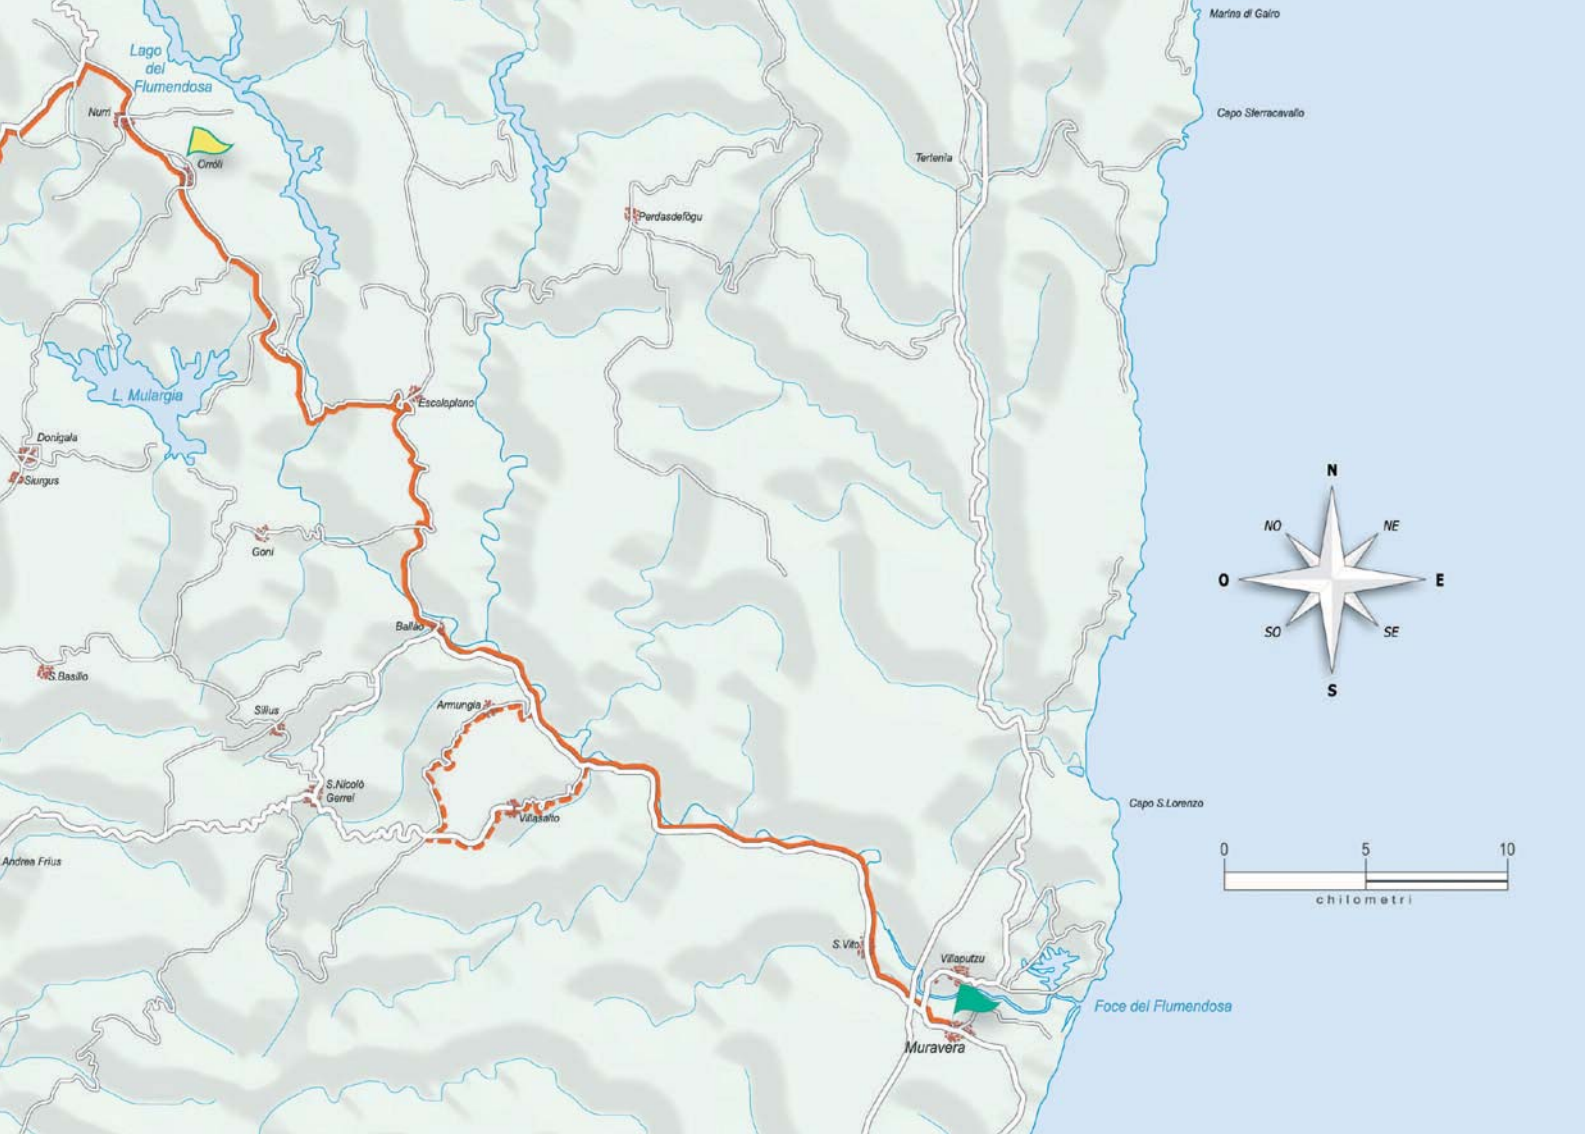 Marina di Gairo
Lago
del
Flumendosa
Nurri
Capo Sferracavallo
Orròli
Tertenia
Perdasdefògu
L. Mulargia
Escalaplano
Donigala
Siurgus
N
NO
NE
Goni
O
E
Ballao
SO
SE
S.Basilio
S
Armungia
Silius
S.Nicolò
Gerrei
Capo S.Lorenzo
Villasalto
0
5
10
Andrea Frius
chilometri
S.Vito
Villaputzu
Foce del Flumendosa
Muravera